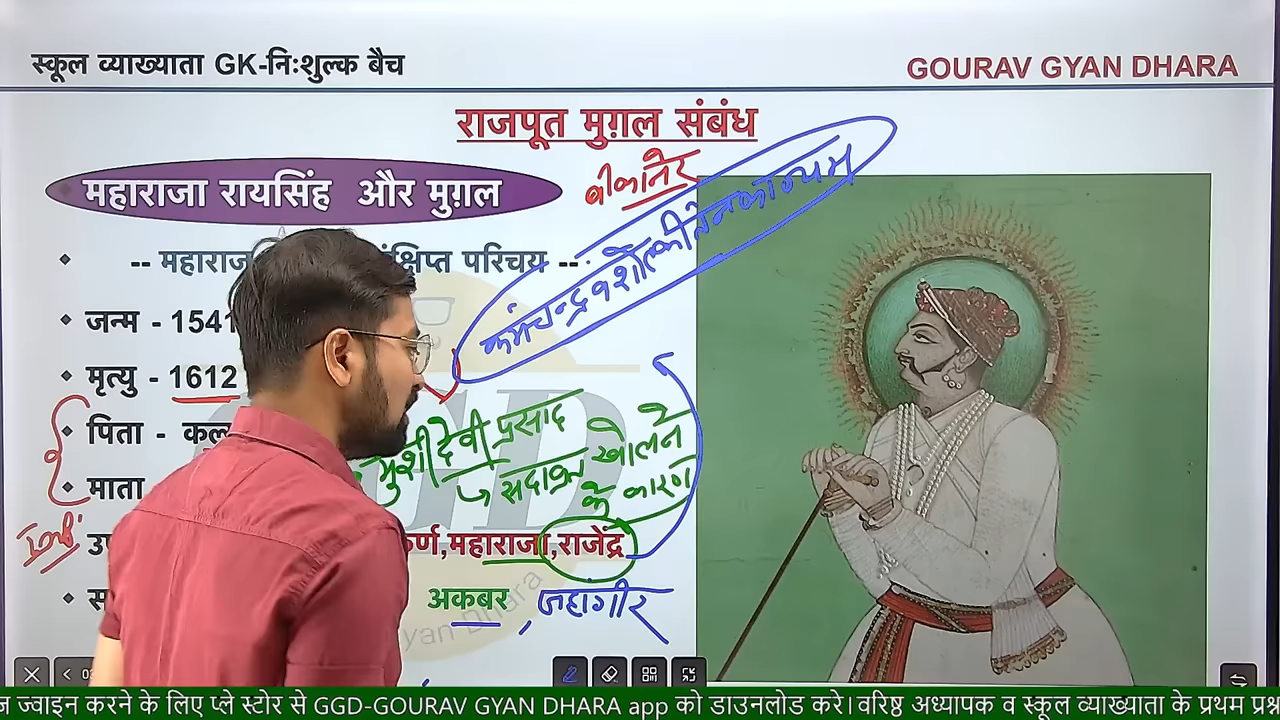 स्कूल व्याख्याता GK-निःशुल्क बैच
GOURAV GYAN DHARA
राजपूत मुग़ल संबंध
महाराजा रायसिंह और मुग़ल
बीकानेर
कर्मचन्द्रवंशोत्कीर्तनकाव्यम्
-- महाराज
संक्षिप्त परिचय --
जन्म - 1541
मृत्यु - 1612
पिता - कल्
माता
मुंशी देवी प्रसाद
सदाव्रत खोलने
के कारण
कर्ण,महाराजा,राजेंद्र
अकबर , जहांगीर
yan Dhara
ज ज्वाइन करने के लिए प्ले स्टोर से GGD-GOURAV GYAN DHARA app को डाउनलोड करे। वरिष्ठ अध्यापक व स्कूल व्याख्याता के प्रथम प्रश्